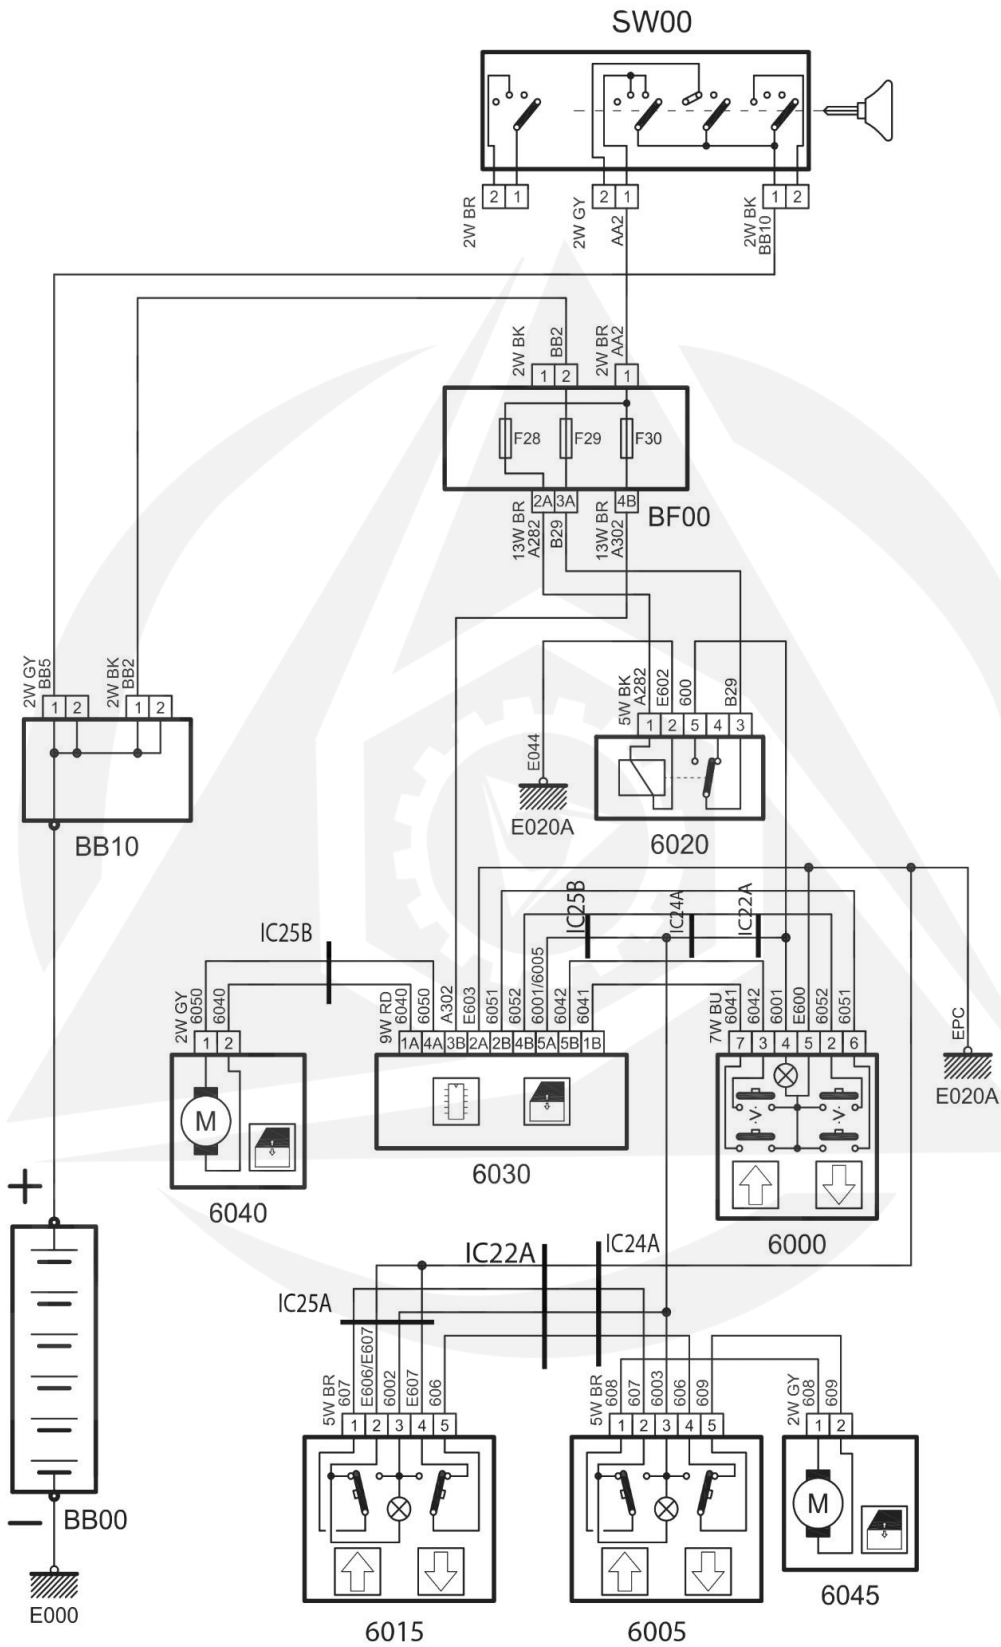 SW00
2 1
2 1
1 2
2W BR
2W GY
AA2
2W BK
BB10
2W BK
BB2
2W BR
AA2
1 2
1
F28
F29
F30
2A 3A
4B
BF00
13W BR
A282
B29
13W BR
A302
2W GY
BB5
2W BK
BB2
1 2
1 2
BB10
E044
E020A
5W BK
A282
E602
600
B29
1 2 5 4 3
6020
IC25B
IC25B
IC24A
IC22A
2W GY
6050
6040
1 2
M
6040
9W RD
6040
6050
A302
E603
6051
6052
6001/6005
6042
6041
1A 4A 3B 2A 2B 4B 5A 5B 1B
6030
7W BU
6041
6042
6001
E600
6052
6051
7 3 4 5 2 6
6000
EPC
E020A
+
BB00
−
E000
IC22A
IC24A
IC25A
5W BR
607
E606/E607
6002
E607
606
1 2 3 4 5
6015
5W BR
608
607
6003
606
609
1 2 3 4 5
6005
2W GY
608
609
1 2
M
6045